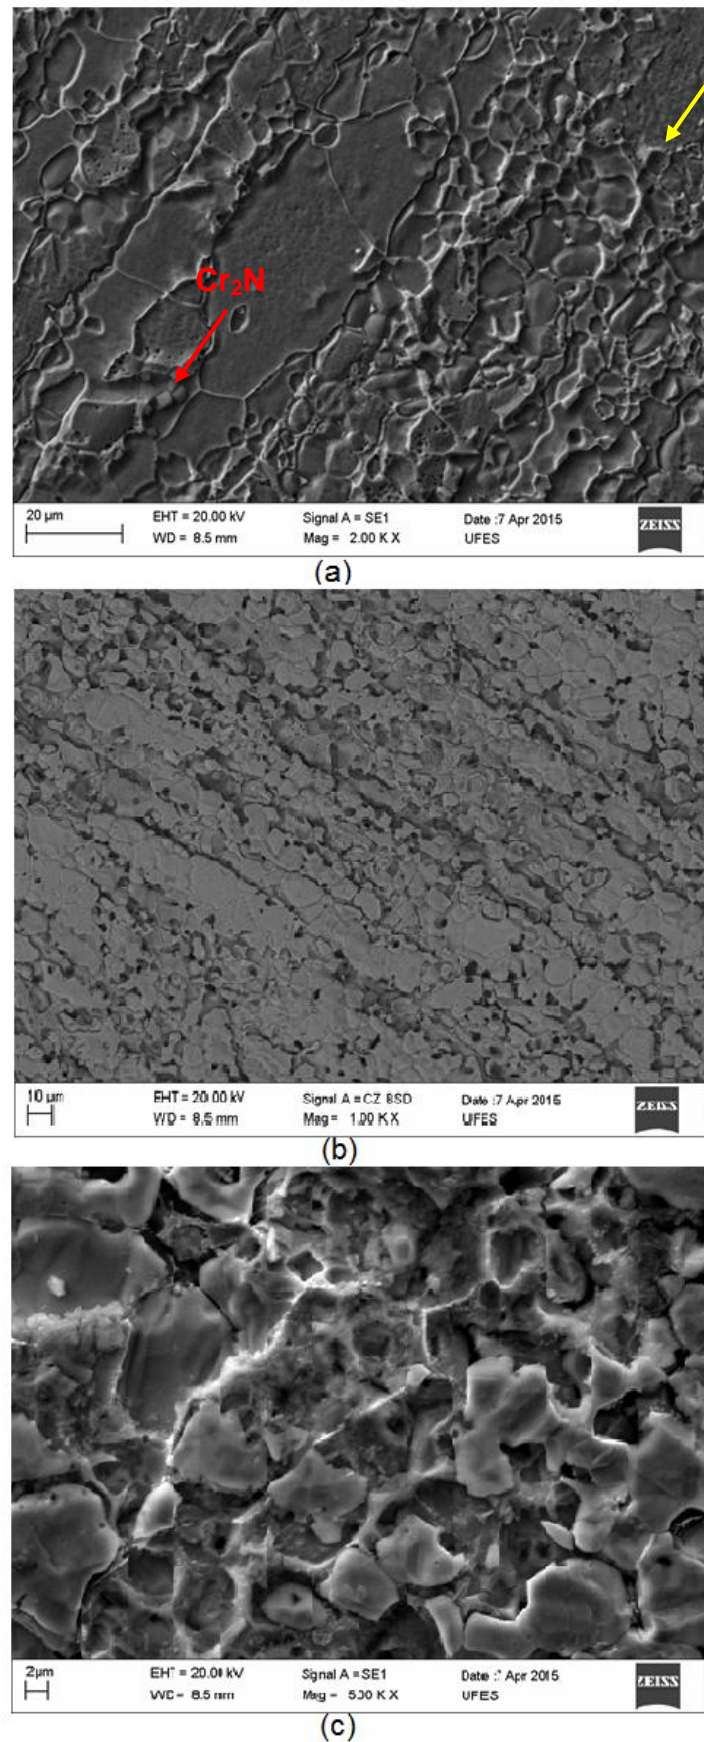 Cr₂N
20 µm EHT = 20.00 kV Signal A = SE1 Date :7 Apr 2015 ZEISS
WD = 8.5 mm Mag = 2.00 K X UFES
(a)
10 µm EHT = 20.00 kV Signal A = CZ BSD Date :7 Apr 2015 ZEISS
WD = 8.5 mm Mag = 1.00 K X UFES
(b)
2µm EHT = 20.00 kV Signal A = SE1 Date :7 Apr 2015 ZEISS
WD = 8.5 mm Mag = 5.00 K X UFES
(c)